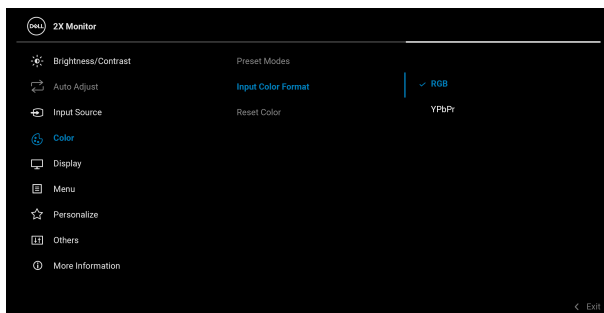 DELL 2X Monitor
Brightness/Contrast
Auto Adjust
Input Source
Color
Display
Menu
Personalize
Others
More Information
Preset Modes
Input Color Format
Reset Color
RGB
YPbPr
Exit